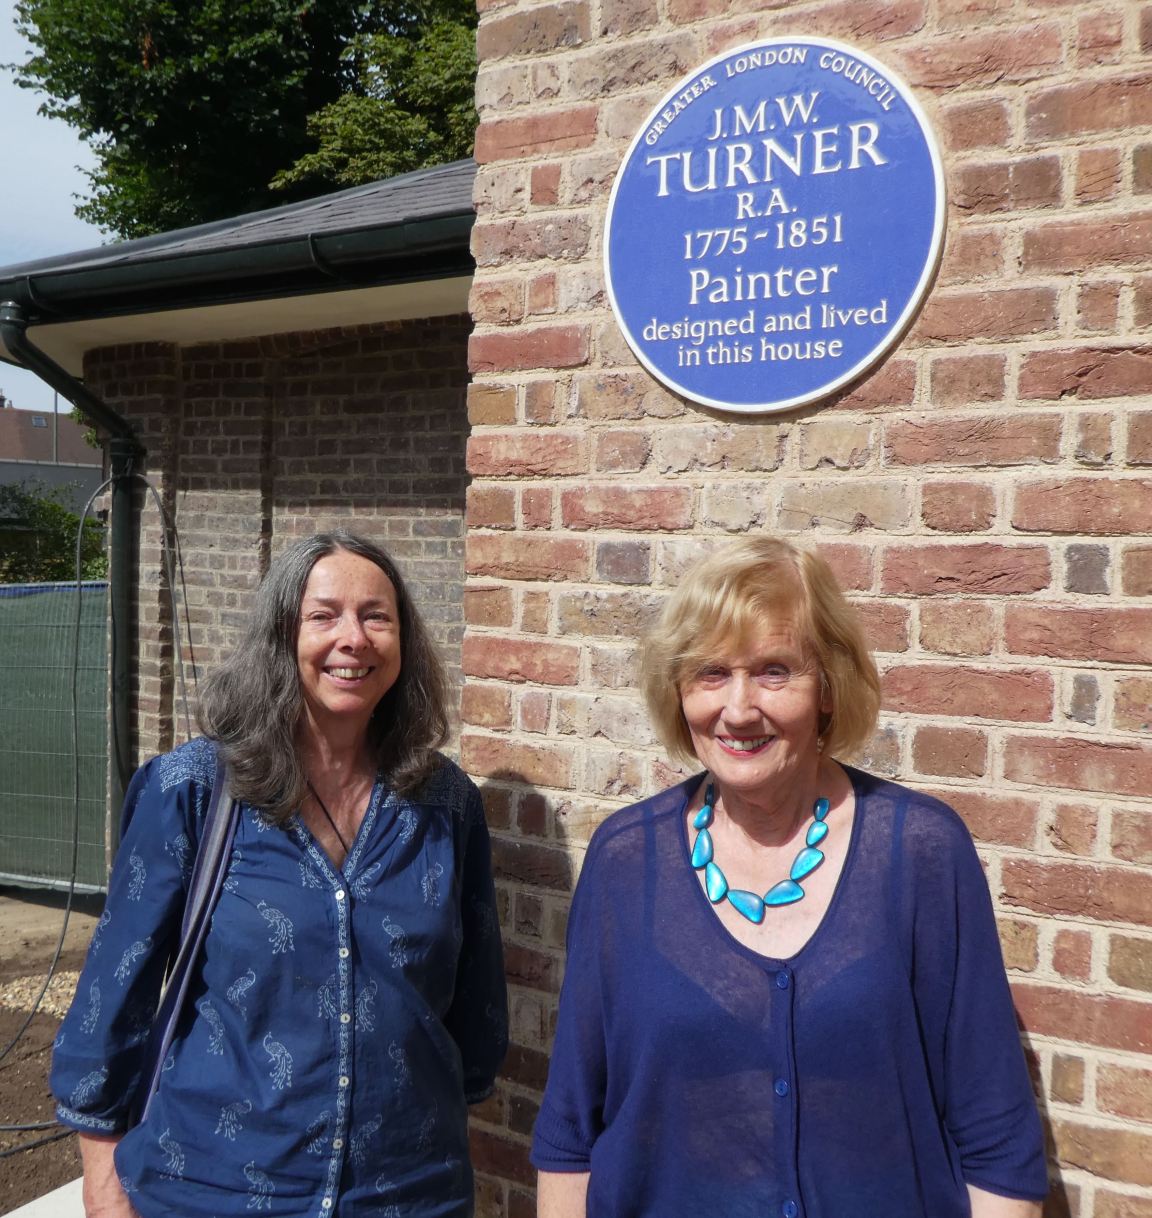 GREATER LONDON COUNCIL
J.M.W.
TURNER
R.A.
1775-1851
Painter
designed and lived
in this house